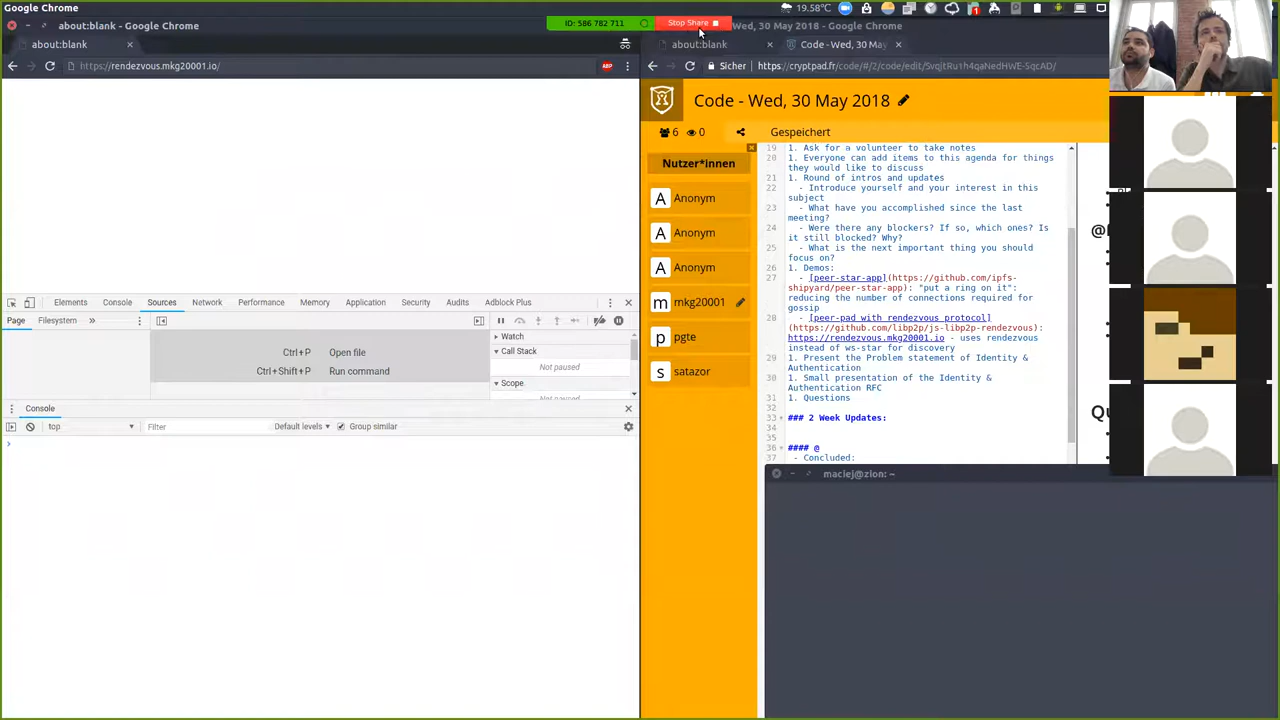 Google Chrome
19.58°C
about:blank - Google Chrome
ID: 586 782 711
Stop Share
Wed, 30 May 2018 - Google Chrome
about:blank
about:blank
Code - Wed, 30 May
https://rendezvous.mkg20001.io/
ABP
Sicher
https://cryptpad.fr/code/#/2/code/edit/SvqjtRu1h4qaNedHWE-SqcAD/
Code - Wed, 30 May 2018
6
0
Gespeichert
Nutzer*innen
A Anonym
A Anonym
A Anonym
m mkg20001
p pgte
s satazor
19 1. Ask for a volunteer to take notes
20 1. Everyone can add items to this agenda for things
they would like to discuss
21 1. Round of intros and updates
22 - Introduce yourself and your interest in this
subject
23 - What have you accomplished since the last
meeting?
24 - Were there any blockers? If so, which ones? Is
it still blocked? Why?
25 - What is the next important thing you should
focus on?
26 1. Demos:
27 - [peer-star-app](https://github.com/ipfs-
shipyard/peer-star-app): "put a ring on it":
reducing the number of connections required for
gossip
28 - [peer-pad with rendezvous protocol]
(https://github.com/libp2p/js-libp2p-rendezvous):
https://rendezvous.mkg20001.io - uses rendezvous
instead of ws-star for discovery
29 1. Present the Problem statement of Identity &
Authentication
30 1. Small presentation of the Identity &
Authentication RFC
31 1. Questions
32
33 ### 2 Week Updates:
34
35
36 #### @
37 - Concluded:
@
Qu
maciej@zion: ~
Elements Console Sources Network Performance Memory Application Security Audits Adblock Plus
Page Filesystem »
Ctrl+P Open file
Ctrl+Shift+P Run command
Watch
Call Stack
Not paused
Scope
Not paused
Console
top
Filter
Default levels
Group similar